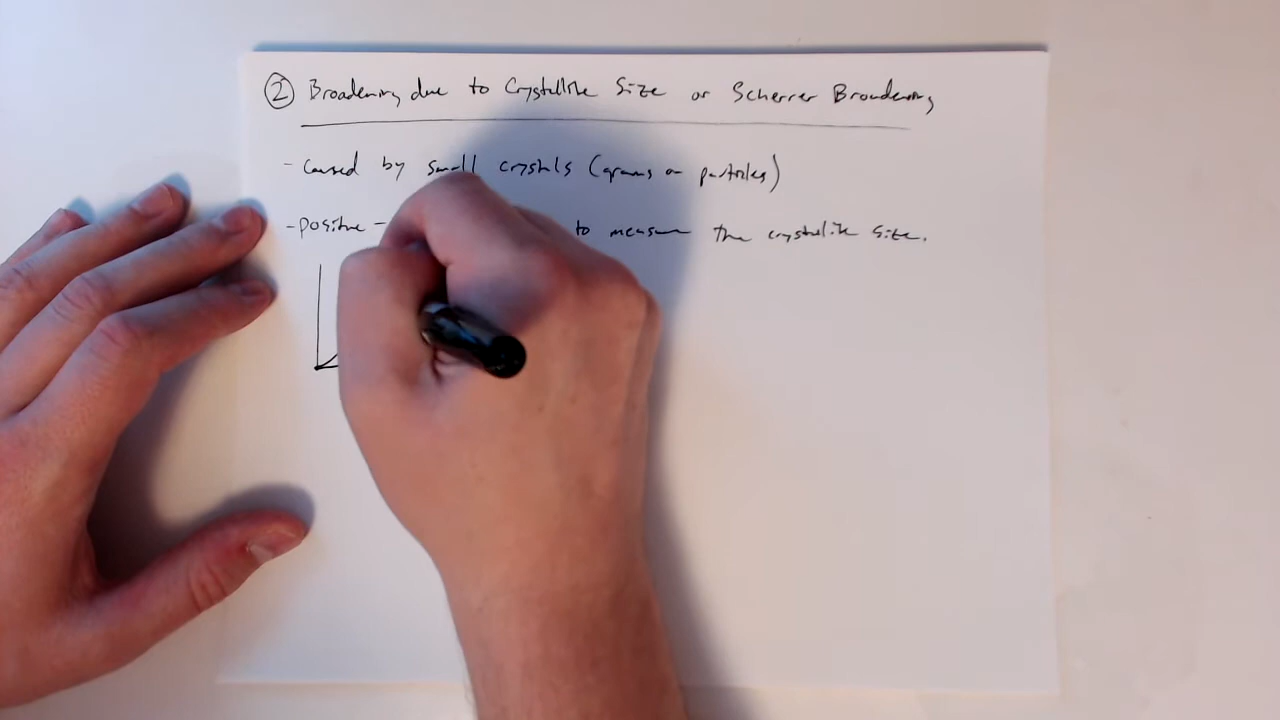 ② Broadening due to Crystallite Size or Scherrer Broadening
- caused by small crystals (grains or particles)
- positive - to measure the crystallite size.